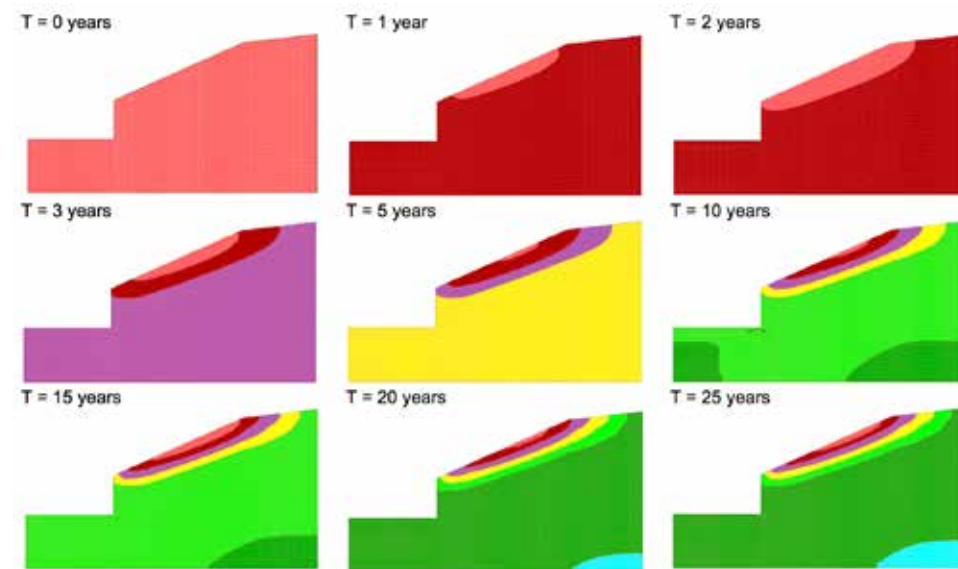 T = 0 years
T = 1 year
T = 2 years
T = 3 years
T = 5 years
T = 10 years
T = 15 years
T = 20 years
T = 25 years